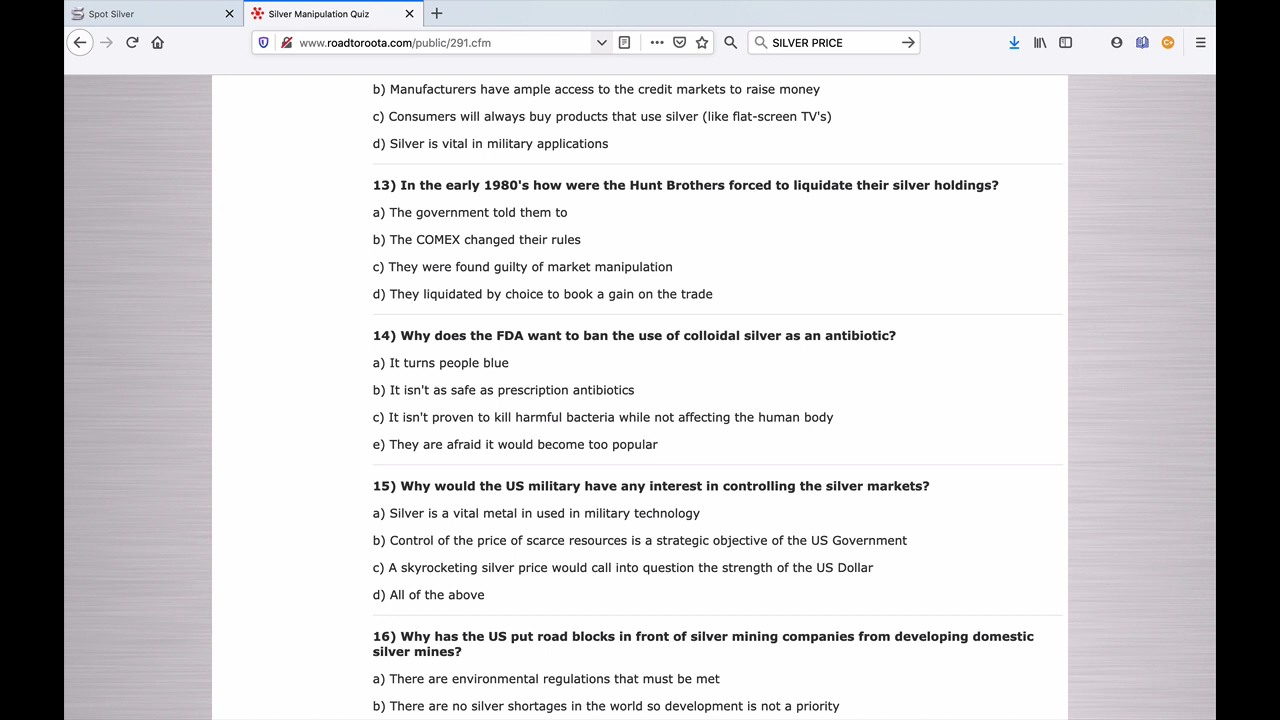 Spot Silver
Silver Manipulation Quiz
www.roadtoroota.com/public/291.cfm
SILVER PRICE
b) Manufacturers have ample access to the credit markets to raise money
c) Consumers will always buy products that use silver (like flat-screen TV's)
d) Silver is vital in military applications
13) In the early 1980's how were the Hunt Brothers forced to liquidate their silver holdings?
a) The government told them to
b) The COMEX changed their rules
c) They were found guilty of market manipulation
d) They liquidated by choice to book a gain on the trade
14) Why does the FDA want to ban the use of colloidal silver as an antibiotic?
a) It turns people blue
b) It isn't as safe as prescription antibiotics
c) It isn't proven to kill harmful bacteria while not affecting the human body
e) They are afraid it would become too popular
15) Why would the US military have any interest in controlling the silver markets?
a) Silver is a vital metal in used in military technology
b) Control of the price of scarce resources is a strategic objective of the US Government
c) A skyrocketing silver price would call into question the strength of the US Dollar
d) All of the above
16) Why has the US put road blocks in front of silver mining companies from developing domestic
silver mines?
a) There are environmental regulations that must be met
b) There are no silver shortages in the world so development is not a priority